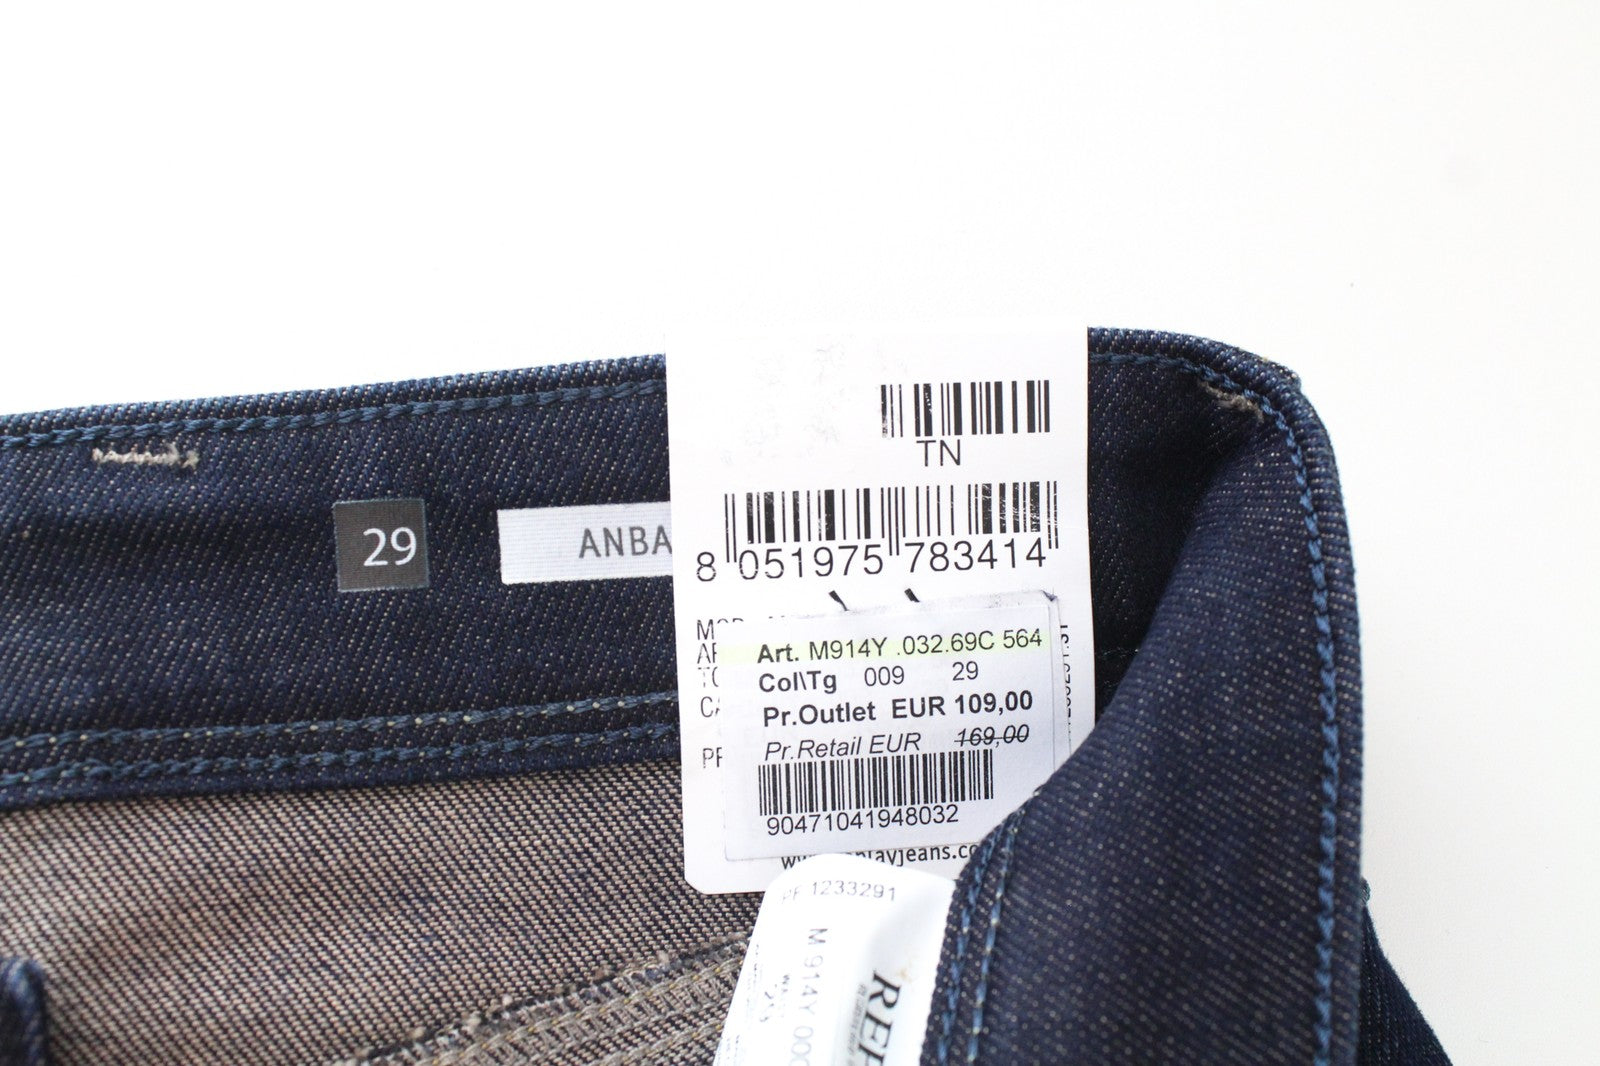 29
ANBA
TN
8 051975 783414
Art. M914Y .032.69C 564
Col\Tg 009 29
Pr.Outlet EUR 109,00
Pr.Retail EUR 169,00
90471041948032
PF 1233291
M914Y 000